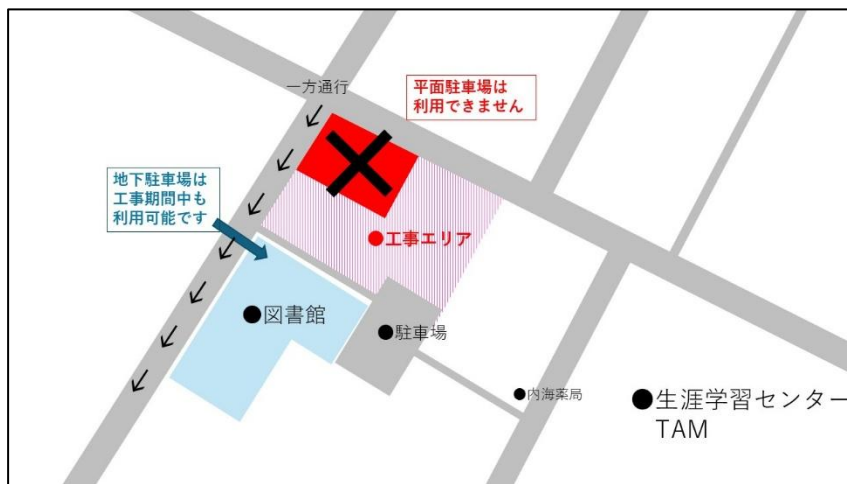 一方通行
平面駐車場は
利用できません
地下駐車場は
工事期間中も
利用可能です
●工事エリア
●図書館
●駐車場
●内海薬局
●生涯学習センター
TAM